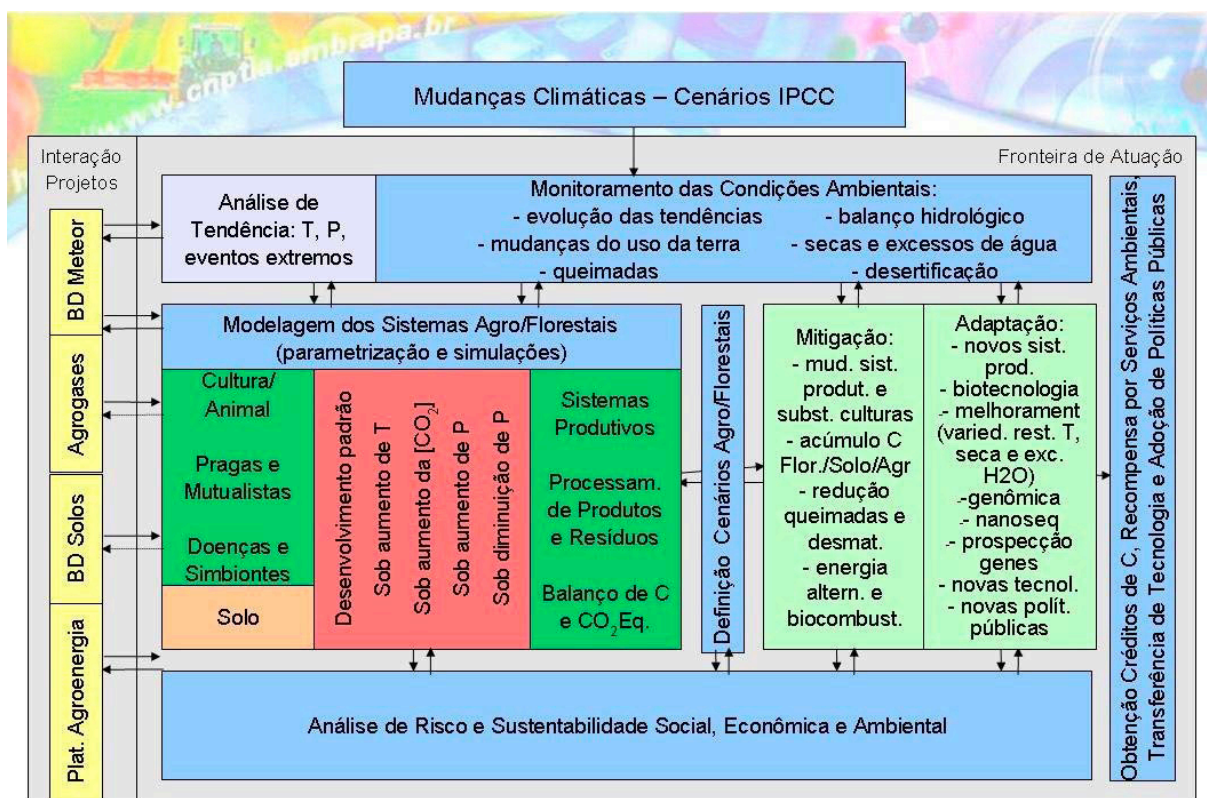 www.cnptia.embrapa.br
Mudanças Climáticas – Cenários IPCC
Interação
Projetos
Fronteira de Atuação
BD Meteor
Agrogases
BD Solos
Plat. Agroenergia
Análise de
Tendência: T, P,
eventos extremos
Monitoramento das Condições Ambientais:
- evolução das tendências
- balanço hidrológico
- mudanças do uso da terra
- secas e excessos de água
- queimadas
- desertificação
Modelagem dos Sistemas Agro/Florestais
(parametrização e simulações)
Cultura/
Animal
Pragas e
Mutualistas
Doenças e
Simbiontes
Solo
Desenvolvimento padrão
Sob aumento de T
Sob aumento da [CO₂]
Sob aumento de P
Sob diminuição de P
Sistemas
Produtivos
Processam.
de Produtos
e Resíduos
Balanço de C
e CO₂Eq.
Definição Cenários Agro/Florestais
Mitigação:
- mud. sist.
produt. e
subst. culturas
- acúmulo C
Flor./Solo/Agr
- redução
queimadas e
desmat.
- energia
altern. e
biocombust.
Adaptação:
- novos sist.
prod.
- biotecnologia
- melhorament
(varied. rest. T,
seca e exc.
H2O)
-genômica
- nanoseq
- prospecção
genes
- novas tecnol.
- novas polít.
públicas
Obtenção Créditos de C, Recompensa por Serviços Ambientais,
Transferência de Tecnologia e Adoção de Políticas Públicas
Análise de Risco e Sustentabilidade Social, Econômica e Ambiental